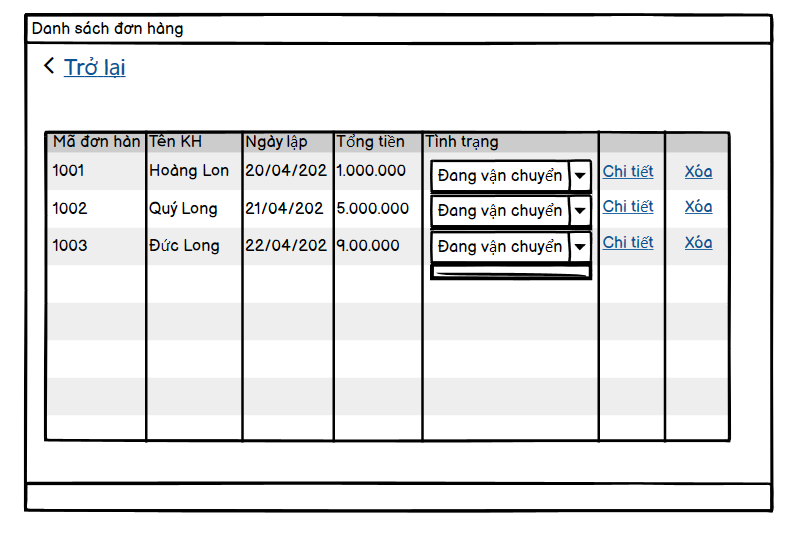 Danh sách đơn hàng
< Trở lại
Mã đơn hàn Tên KH Ngày lập Tổng tiền Tình trạng
1001 Hoàng Lon 20/04/202 1.000.000 Đang vận chuyển Chi tiết Xóa
1002 Quý Long 21/04/202 5.000.000 Đang vận chuyển Chi tiết Xóa
1003 Đức Long 22/04/202 9.00.000 Đang vận chuyển Chi tiết Xóa